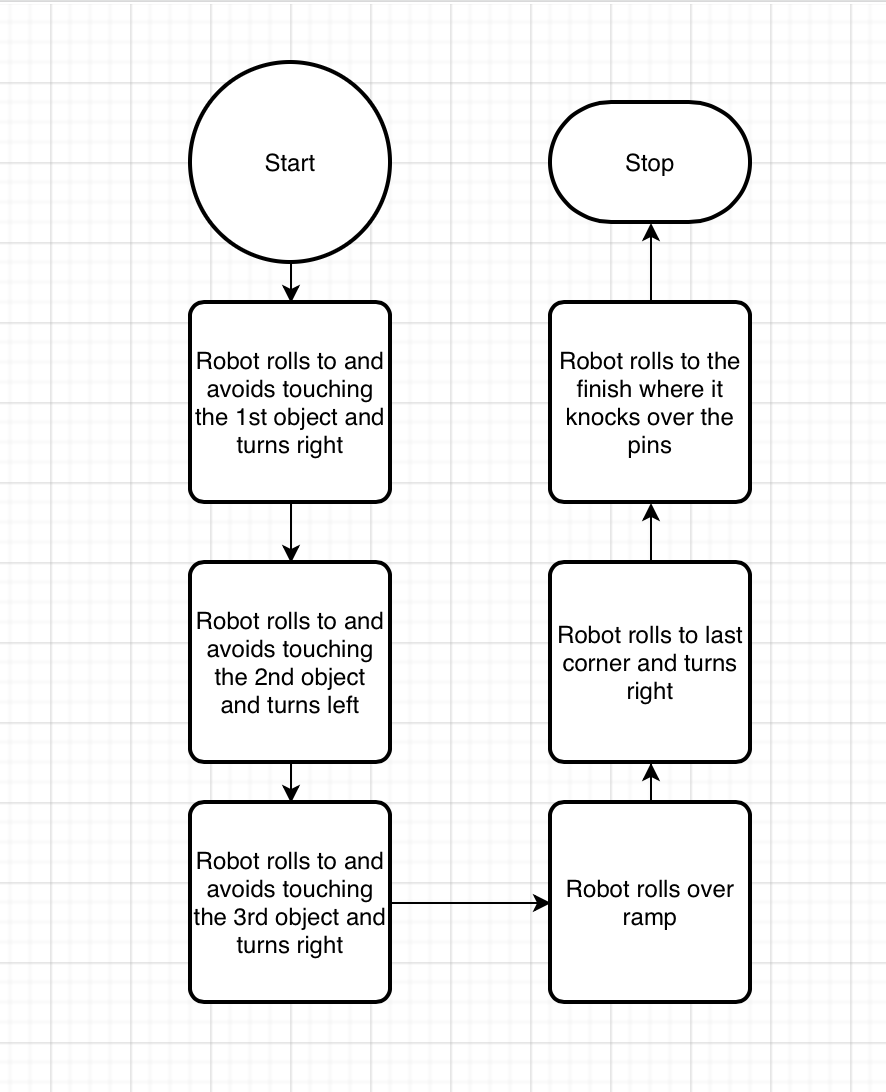 Start
Robot rolls to and
avoids touching
the 1st object and
turns right
Robot rolls to and
avoids touching
the 2nd object
and turns left
Robot rolls to and
avoids touching
the 3rd object and
turns right
Robot rolls over
ramp
Robot rolls to last
corner and turns
right
Robot rolls to the
finish where it
knocks over the
pins
Stop